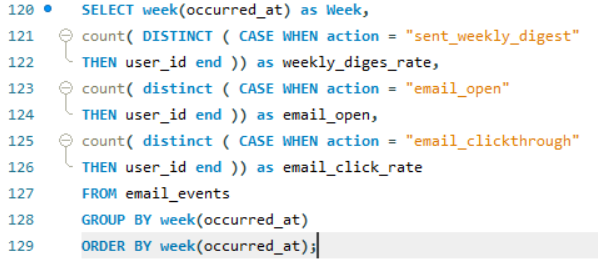 120 SELECT week(occurred_at) as Week,
121 count( DISTINCT ( CASE WHEN action = "sent_weekly_digest"
122 THEN user_id end )) as weekly_diges_rate,
123 count( distinct ( CASE WHEN action = "email_open"
124 THEN user_id end )) as email_open,
125 count( distinct ( CASE WHEN action = "email_clickthrough"
126 THEN user_id end )) as email_click_rate
127 FROM email_events
128 GROUP BY week(occurred_at)
129 ORDER BY week(occurred_at);